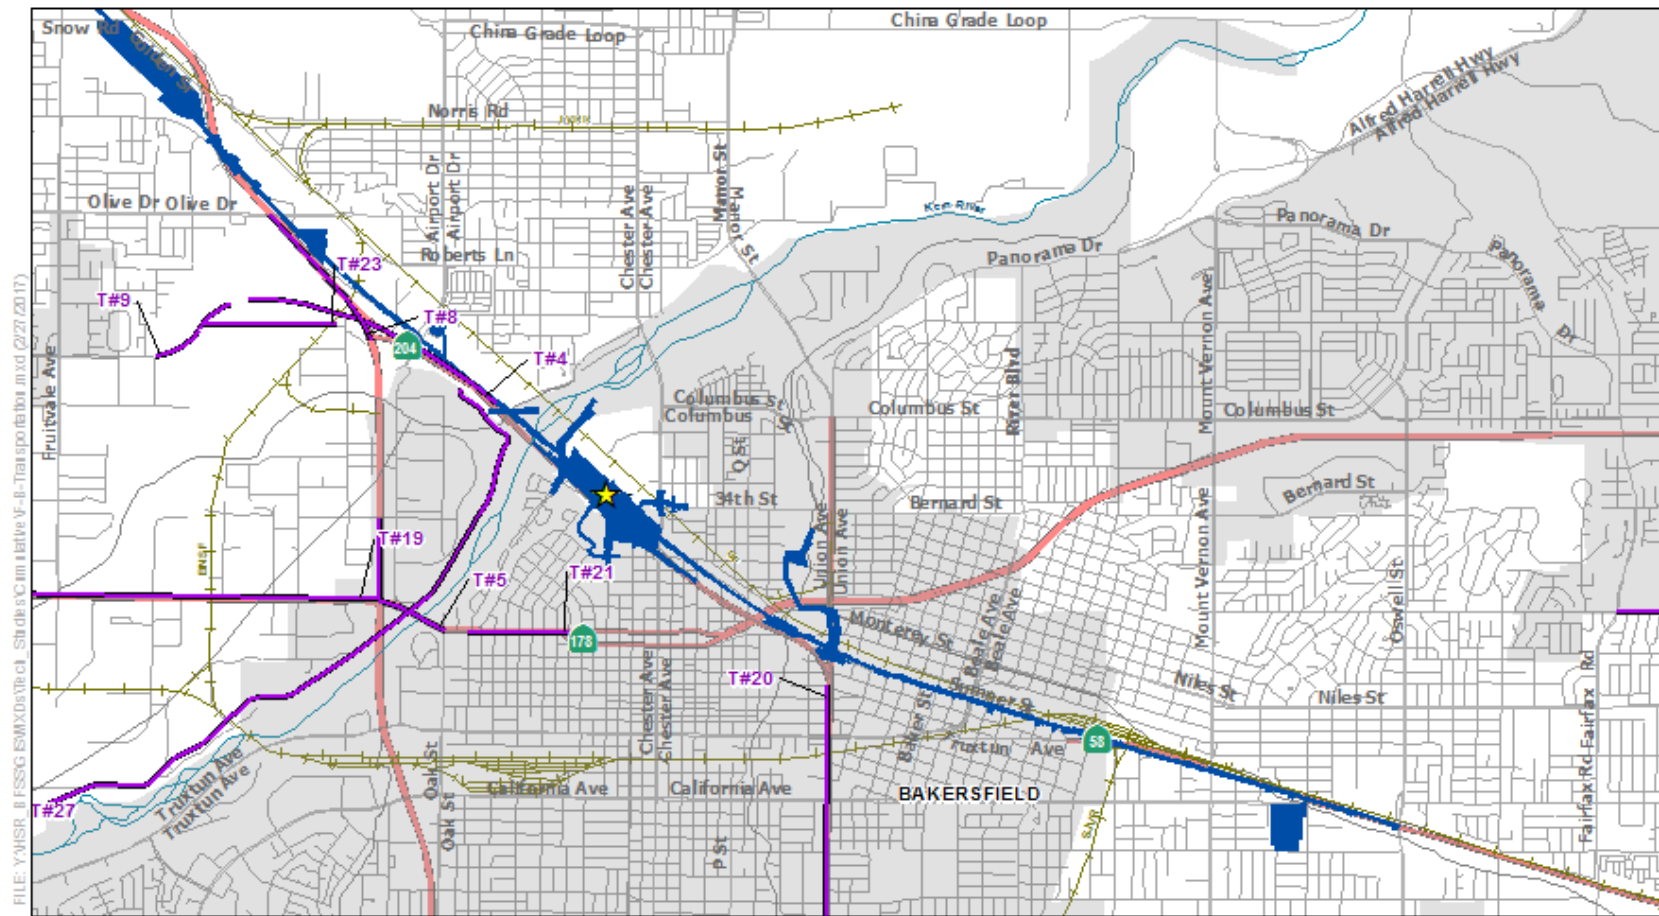 China Grade Loop
Snow Rd
China Grade Loop
Golden St
Alfred Harrell Hwy
Alfred Harrell Hwy
Norris Rd
Airport Dr
Airport Dr
Manor St
Manor St
Chester Ave
Chester Ave
Olive Dr Olive Dr
Kern River
Panorama Dr
Panorama Dr
Panorama Dr
Roberts Ln
T#23
T#9
T#8
204
T#4
Fruitvale Ave
River Blvd
Mount Vernon Ave
Columbus St
Columbus
Dr
Columbus St
Columbus St
Q St
34th St
Bernard St
Bernard St
Union Ave
Union Ave
Mount Vernon Ave
Oswell St
BNSF
UP
T#19
T#5
T#21
178
Monterey St
Beale Ave
Beale Ave
Niles St
Niles St
T#20
Chester Ave
Chester Ave
Sumner St
Baker St
Truxtun Ave
58
Fairfax Rd
Fairfax Rd
Truxtun Ave
Truxtun Ave
Oak St
Oak St
California Ave
California Ave
BAKERSFIELD
T#27
P St
SJVR